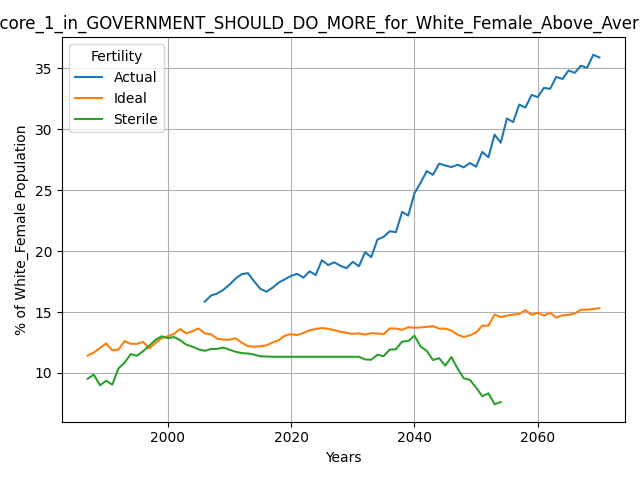 core_1_in_GOVERNMENT_SHOULD_DO_MORE_for_White_Female_Above_Aver
Fertility
Actual
Ideal
Sterile
% of White_Female Population
35
30
25
20
15
10
2000
2020
2040
2060
Years